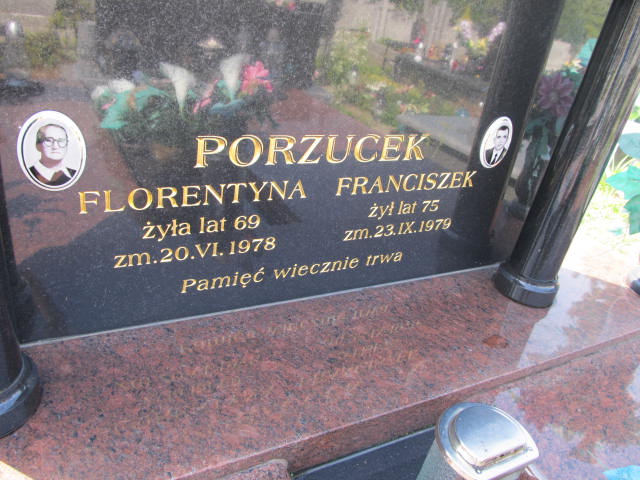 PORZUCEK
FLORENTYNA
żyła lat 69
zm.20.VI.1978
FRANCISZEK
żył lat 75
zm.23.IX.1979
Pamięć wiecznie trwa